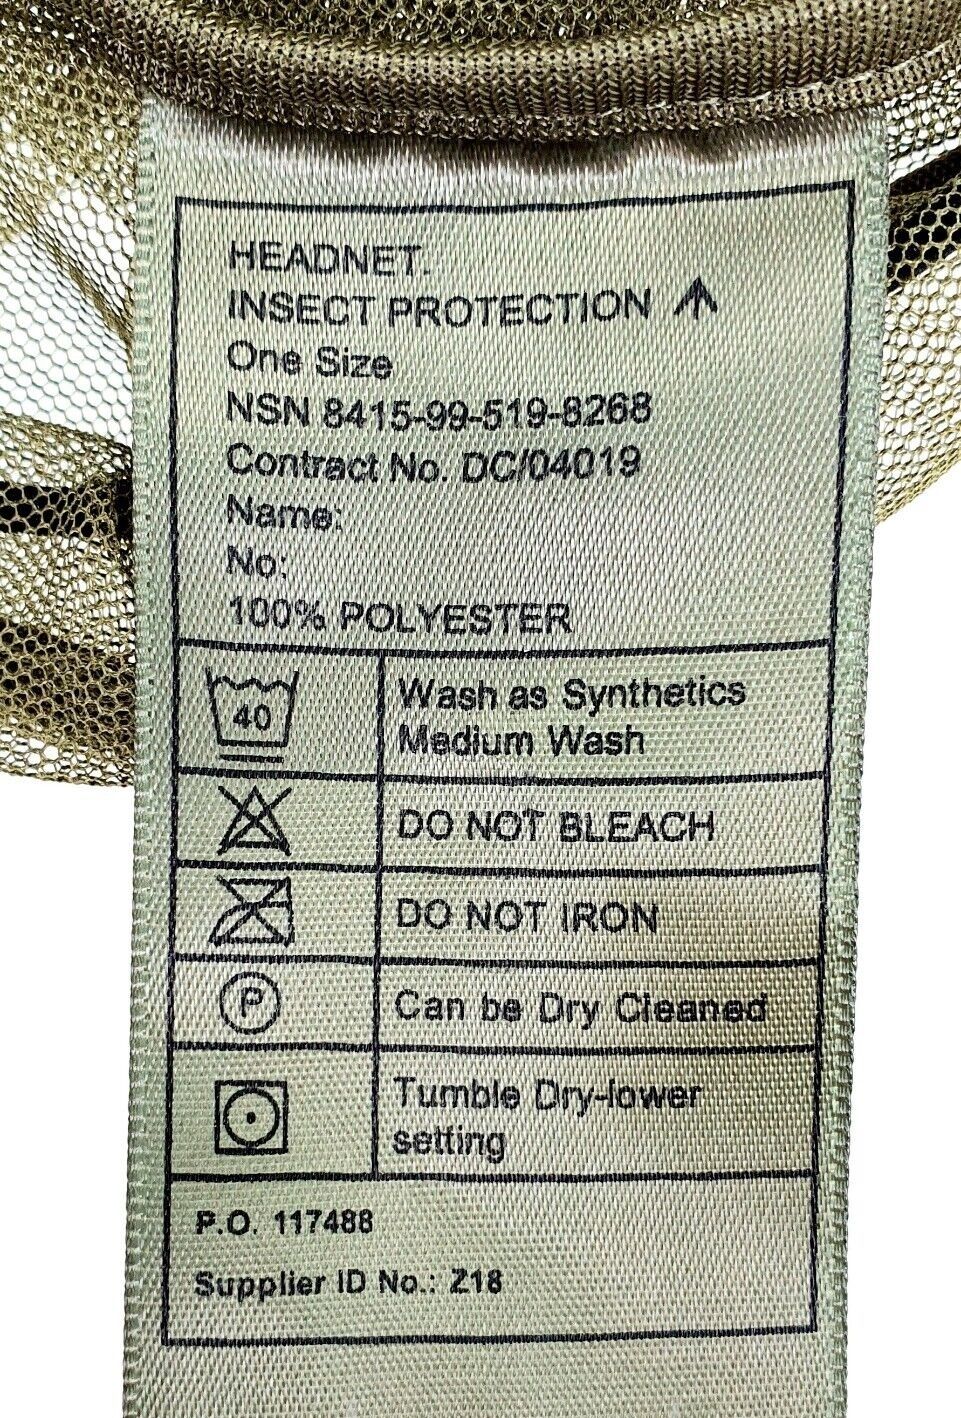 HEADNET.
INSECT PROTECTION
One Size
NSN 8415-99-519-8268
Contract No. DC/04019
Name:
No:
100% POLYESTER
40 Wash as Synthetics
Medium Wash
DO NOT BLEACH
DO NOT IRON
P Can be Dry Cleaned
Tumble Dry-lower
setting
P.O. 117488
Supplier ID No.: Z18